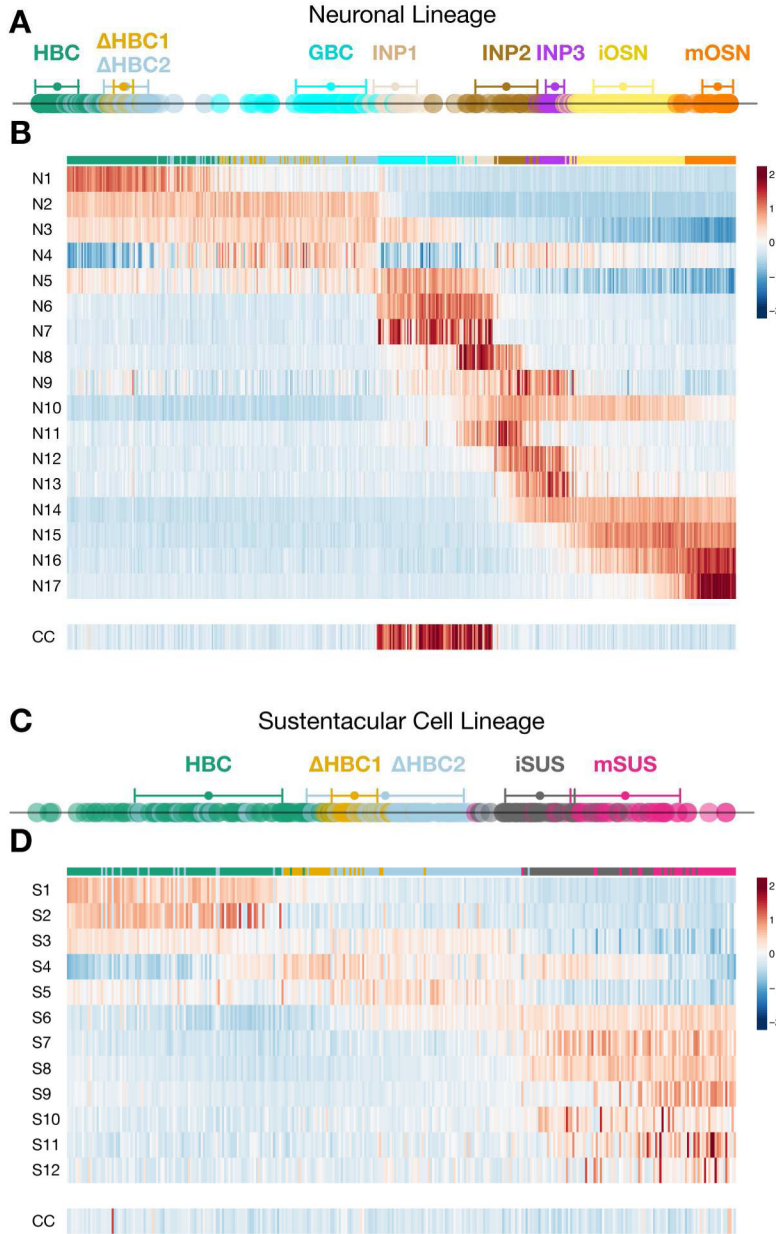 A
Neuronal Lineage
HBC
ΔHBC1
ΔHBC2
GBC
INP1
INP2
INP3
iOSN
mOSN
B
N1
N2
N3
N4
N5
N6
N7
N8
N9
N10
N11
N12
N13
N14
N15
N16
N17
CC
2
1
0
C
Sustentacular Cell Lineage
HBC
ΔHBC1
ΔHBC2
iSUS
mSUS
D
S1
S2
S3
S4
S5
S6
S7
S8
S9
S10
S11
S12
CC
2
1
0